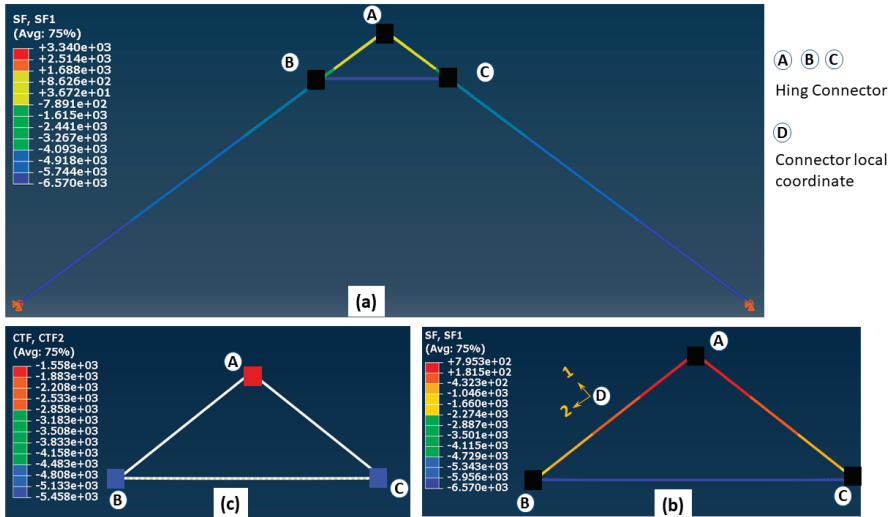 SF, SF1
(Avg: 75%)
+3.340e+03
+2.514e+03
+1.688e+03
+8.626e+02
+3.672e+01
-7.891e+02
-1.615e+03
-2.441e+03
-3.267e+03
-4.093e+03
-4.918e+03
-5.744e+03
-6.570e+03
A
B
C
(a)
A B C
Hing Connector
D
Connector local
coordinate
CTF, CTF2
(Avg: 75%)
-1.558e+03
-1.883e+03
-2.208e+03
-2.533e+03
-2.858e+03
-3.183e+03
-3.508e+03
-3.833e+03
-4.158e+03
-4.483e+03
-4.808e+03
-5.133e+03
-5.458e+03
A
B
C
(c)
SF, SF1
(Avg: 75%)
+7.953e+02
+1.815e+02
-4.323e+02
-1.046e+03
-1.660e+03
-2.274e+03
-2.887e+03
-3.501e+03
-4.115e+03
-4.729e+03
-5.343e+03
-5.956e+03
-6.570e+03
A
1
D
2
B
C
(b)